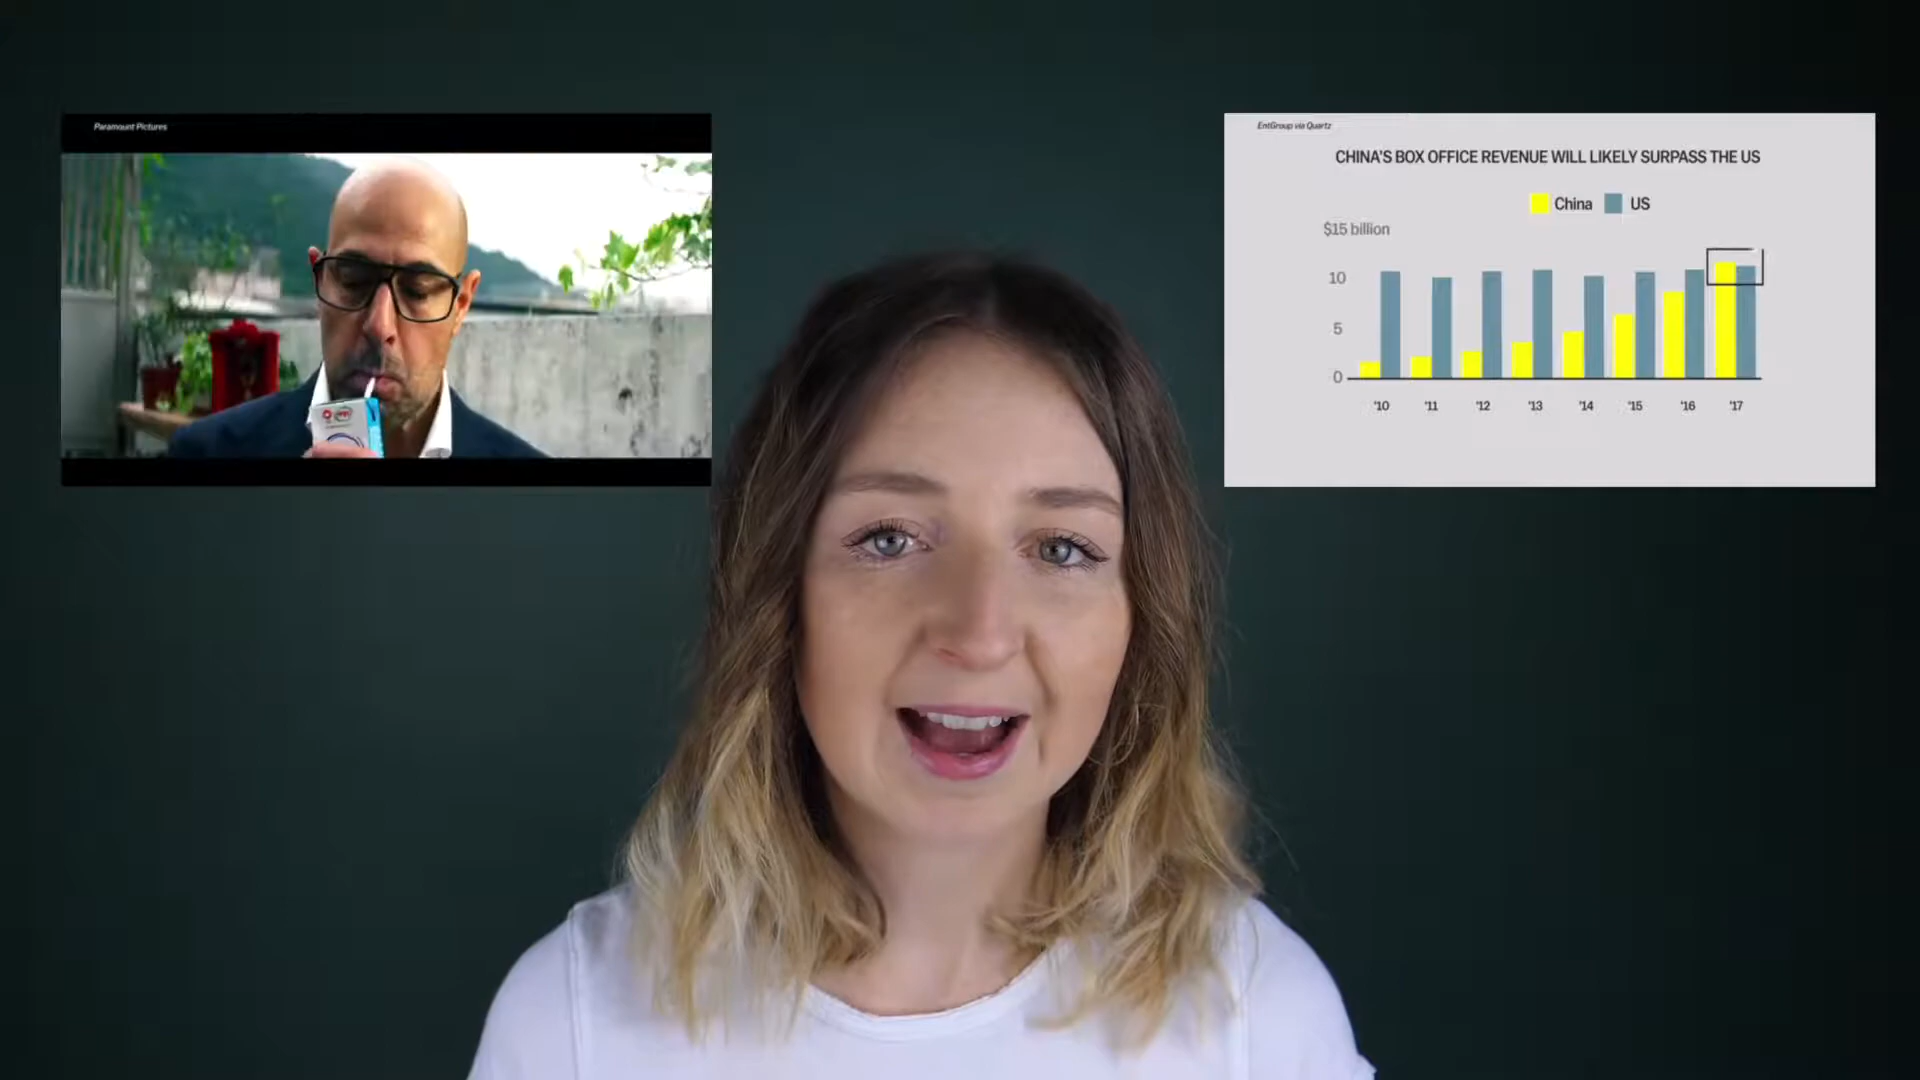 Paramount Pictures
EntGroup via Quartz
CHINA'S BOX OFFICE REVENUE WILL LIKELY SURPASS THE US
China US
$15 billion
10
5
0
'10 '11 '12 '13 '14 '15 '16 '17